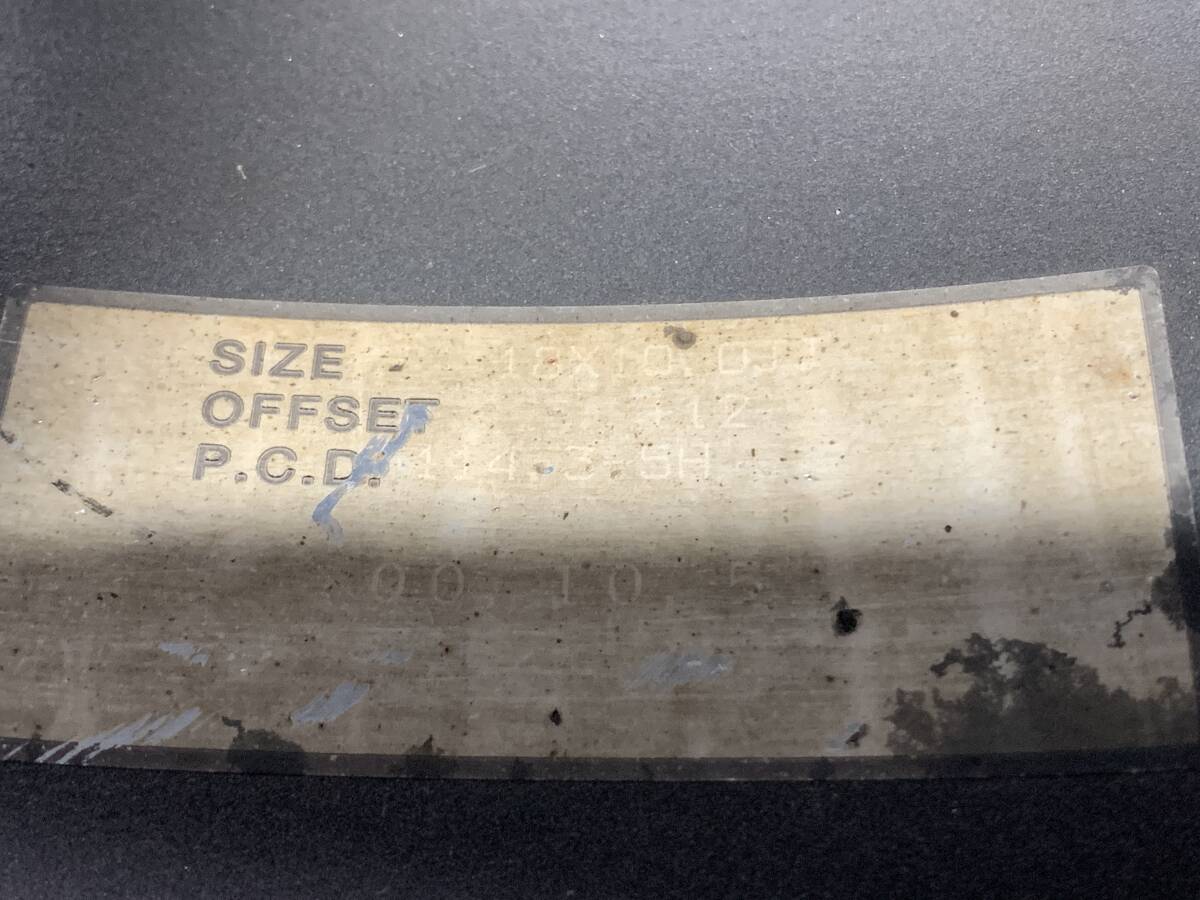 SIZE 18X10.0JJ
OFFSET +12
P.C.D. 114.3 5H
00 10 5